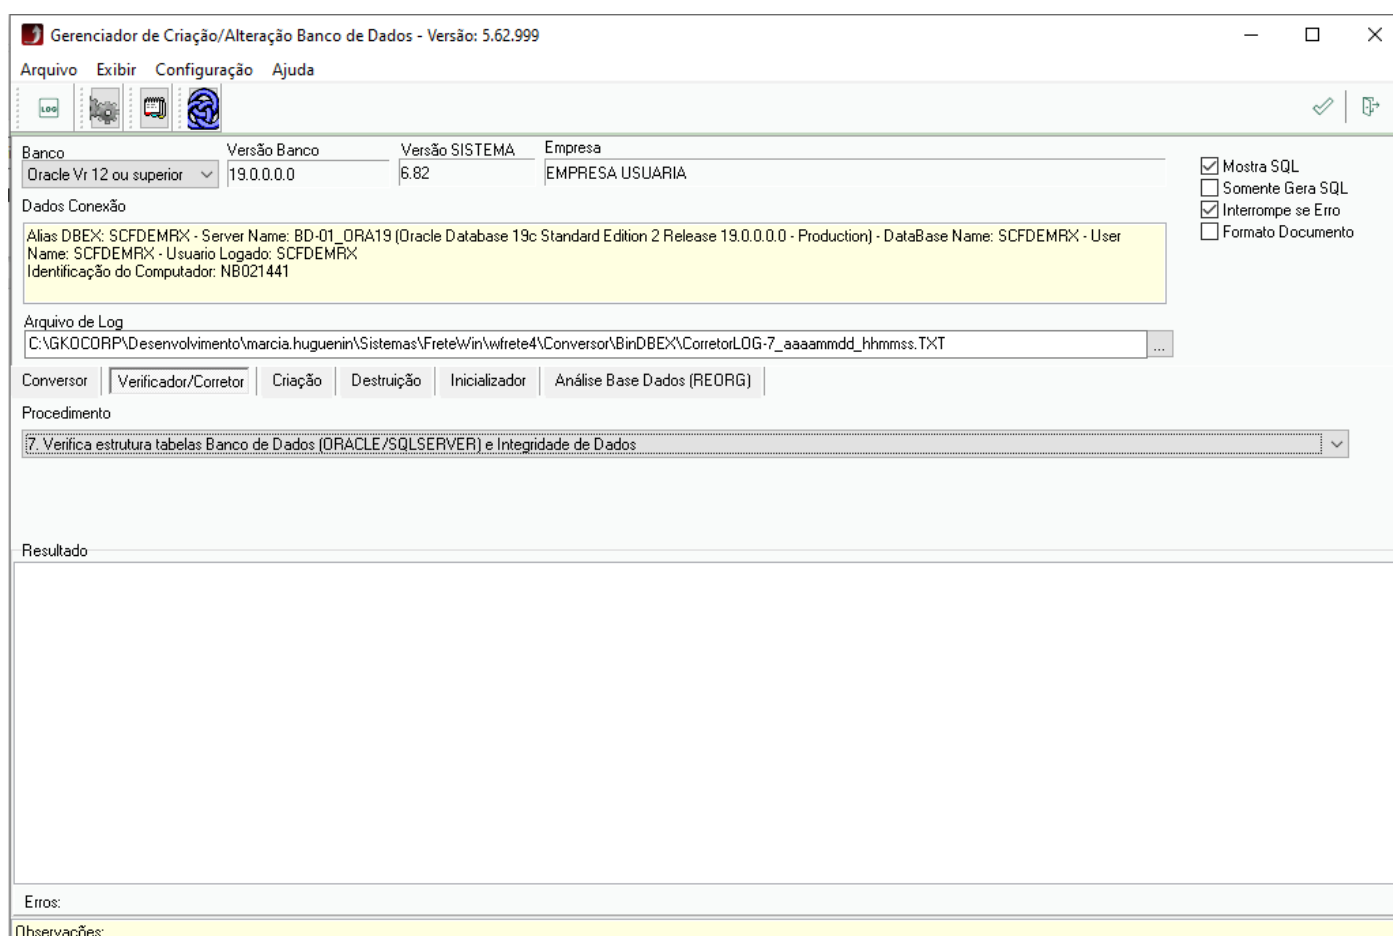 Gerenciador de Criação/Alteração Banco de Dados - Versão: 5.62.999
Arquivo Exibir Configuração Ajuda
LOG
Banco Versão Banco Versão SISTEMA Empresa
Oracle Vr 12 ou superior 19.0.0.0.0 6.82 EMPRESA USUARIA
Mostra SQL
Somente Gera SQL
Interrompe se Erro
Formato Documento
Dados Conexão
Alias DBEX: SCFDEMRX - Server Name: BD-01_ORA19 (Oracle Database 19c Standard Edition 2 Release 19.0.0.0.0 - Production) - DataBase Name: SCFDEMRX - User
Name: SCFDEMRX - Usuario Logado: SCFDEMRX
Identificação do Computador: NB021441
Arquivo de Log
C:\GKOCORP\Desenvolvimento\marcia.huguenin\Sistemas\FreteWin\wfrete4\Conversor\BinDBEX\CorretorLOG-7_aaaammdd_hhmmss.TXT ...
Conversor Verificador/Corretor Criação Destruição Inicializador Análise Base Dados (REORG)
Procedimento
7. Verifica estrutura tabelas Banco de Dados (ORACLE/SQLSERVER) e Integridade de Dados
Resultado
Erros:
Observações: